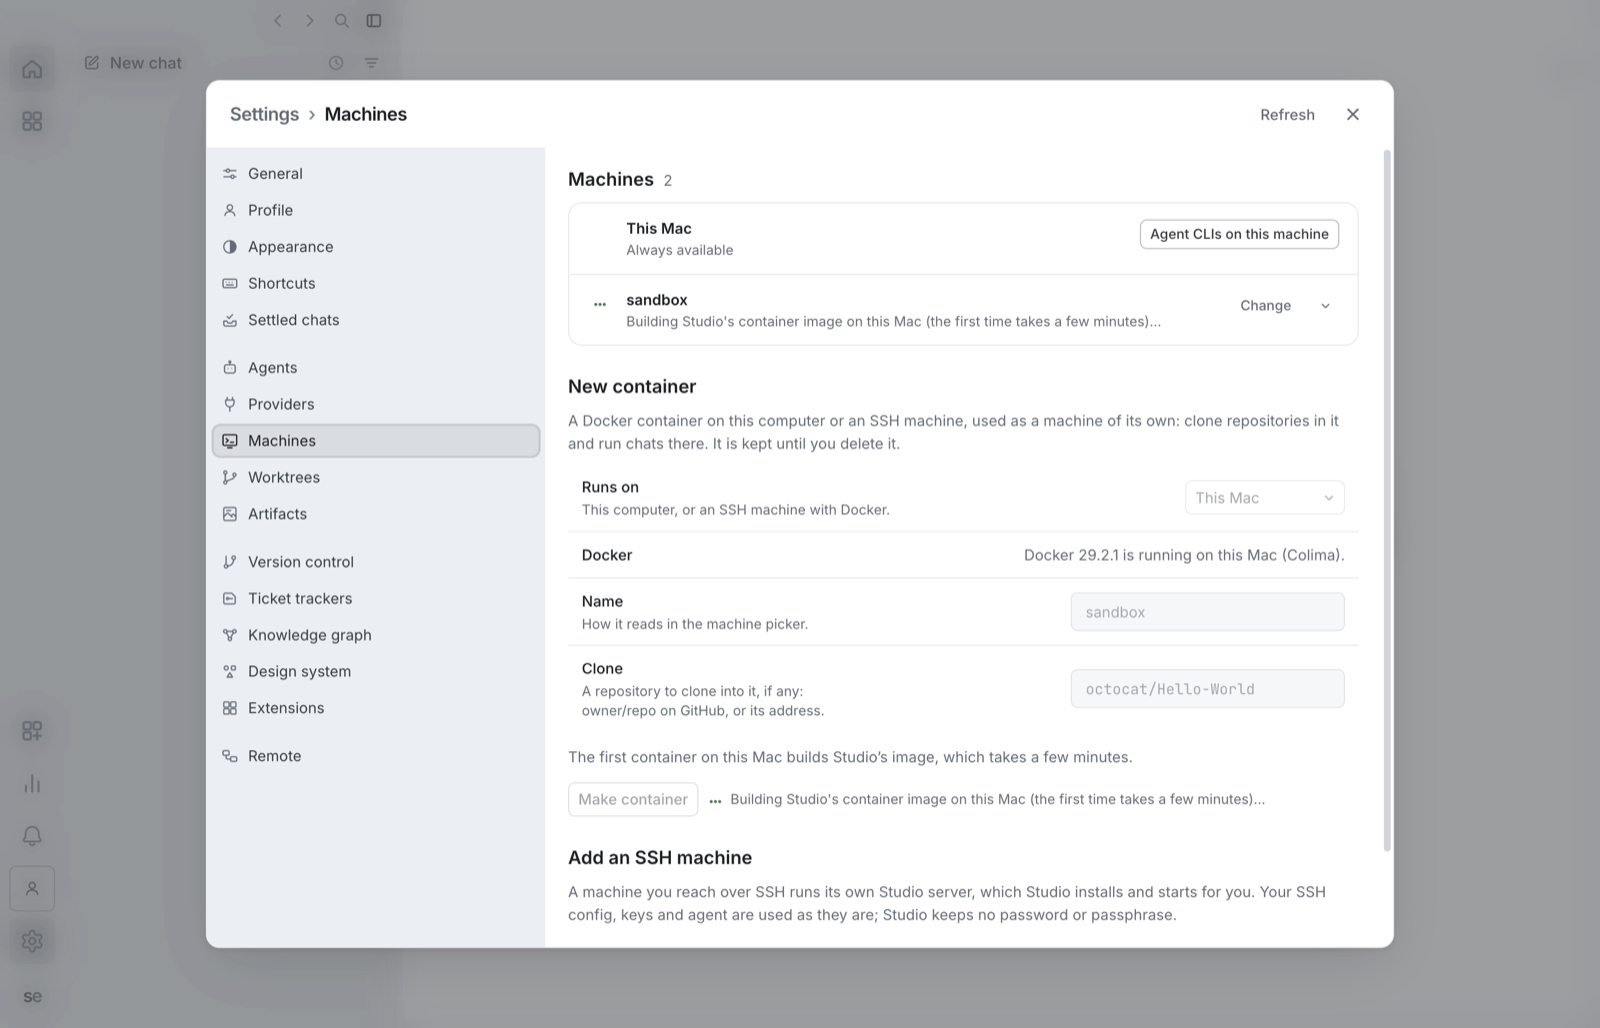 New chat
Settings › Machines
Refresh
General
Profile
Appearance
Shortcuts
Settled chats
Agents
Providers
Machines
Worktrees
Artifacts
Version control
Ticket trackers
Knowledge graph
Design system
Extensions
Remote
se
Machines 2
This Mac
Always available
Agent CLIs on this machine
sandbox
Building Studio's container image on this Mac (the first time takes a few minutes)...
Change
New container
A Docker container on this computer or an SSH machine, used as a machine of its own: clone repositories in it
and run chats there. It is kept until you delete it.
Runs on
This computer, or an SSH machine with Docker.
This Mac
Docker
Docker 29.2.1 is running on this Mac (Colima).
Name
How it reads in the machine picker.
sandbox
Clone
A repository to clone into it, if any:
owner/repo on GitHub, or its address.
octocat/Hello-World
The first container on this Mac builds Studio’s image, which takes a few minutes.
Make container
Building Studio's container image on this Mac (the first time takes a few minutes)...
Add an SSH machine
A machine you reach over SSH runs its own Studio server, which Studio installs and starts for you. Your SSH
config, keys and agent are used as they are; Studio keeps no password or passphrase.